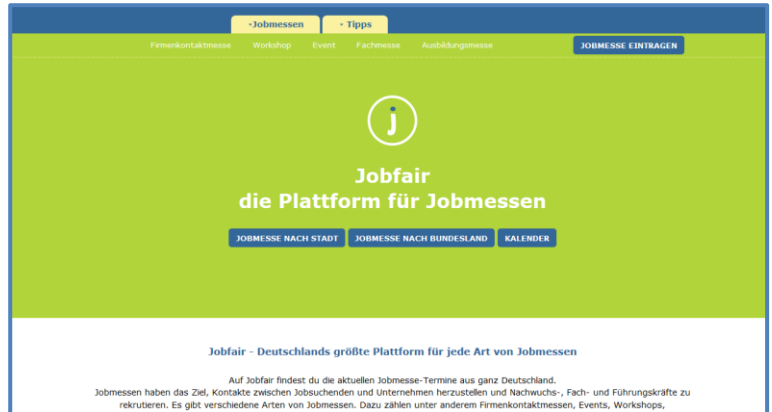 -Jobmessen
- Tipps
Firmenkontaktmesse Workshop Event Fachmesse Ausbildungsmesse JOBMESSE EINTRAGEN
j
Jobfair
die Plattform für Jobmessen
JOBMESSE NACH STADT JOBMESSE NACH BUNDESLAND KALENDER
Jobfair - Deutschlands größte Plattform für jede Art von Jobmessen
Auf Jobfair findest du die aktuellen Jobmesse-Termine aus ganz Deutschland.
Jobmessen haben das Ziel, Kontakte zwischen Jobsuchenden und Unternehmen herzustellen und Nachwuchs-, Fach- und Führungskräfte zu
rekrutieren. Es gibt verschiedene Arten von Jobmessen. Dazu zählen unter anderem Firmenkontaktmessen, Events, Workshops,